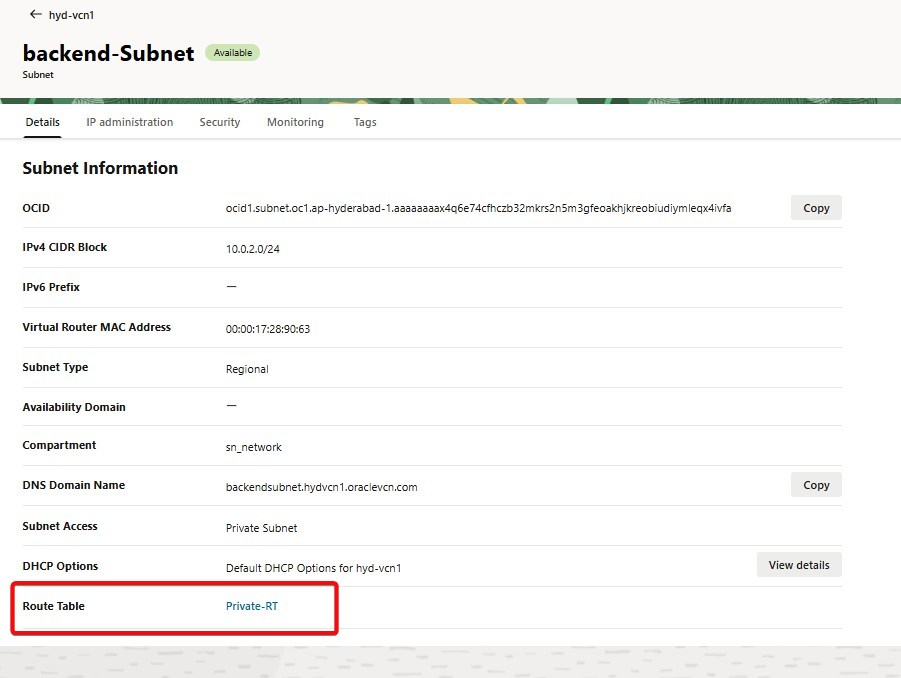 ← hyd-vcn1
backend-Subnet Available
Subnet
Details IP administration Security Monitoring Tags
Subnet Information
OCID ocid1.subnet.oc1.ap-hyderabad-1.aaaaaaaax4q6e74cfhczb32mkrs2n5m3gfeoakhjkreobiudiymleqx4ivfa Copy
IPv4 CIDR Block 10.0.2.0/24
IPv6 Prefix —
Virtual Router MAC Address 00:00:17:28:90:63
Subnet Type Regional
Availability Domain —
Compartment sn_network
DNS Domain Name backendsubnet.hydvcn1.oraclevcn.com Copy
Subnet Access Private Subnet
DHCP Options Default DHCP Options for hyd-vcn1 View details
Route Table Private-RT